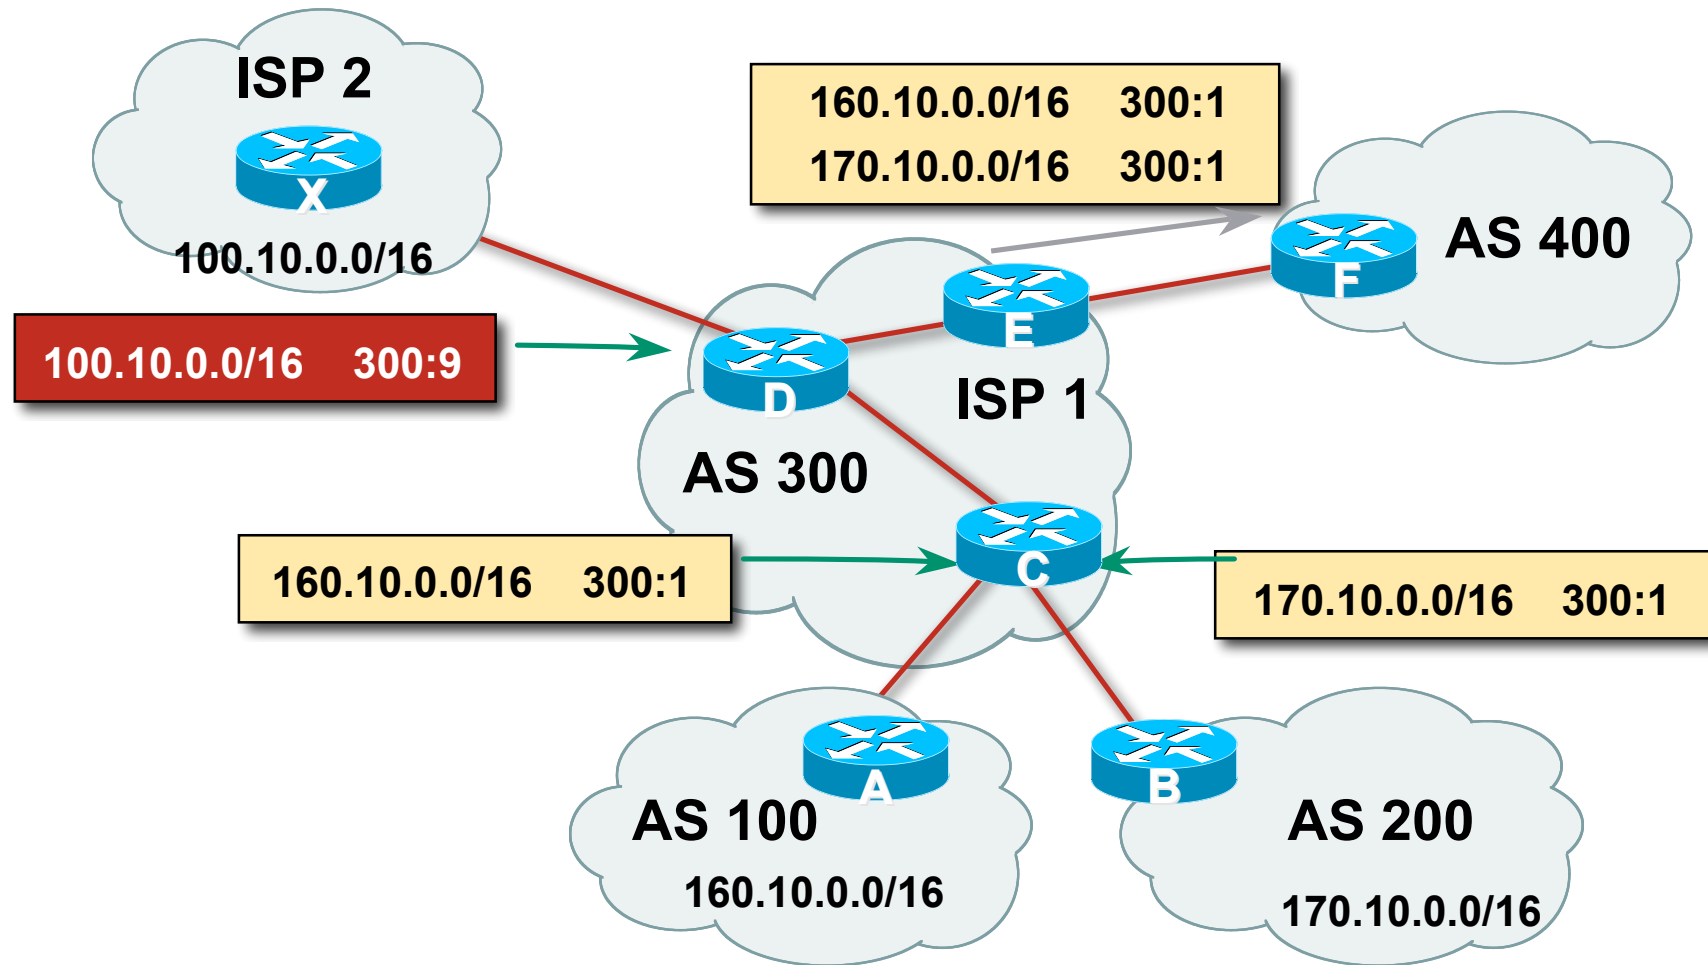 ISP 2
X
100.10.0.0/16
160.10.0.0/16 300:1
170.10.0.0/16 300:1
AS 400
F
E
100.10.0.0/16 300:9
D
ISP 1
AS 300
C
160.10.0.0/16 300:1
170.10.0.0/16 300:1
A
AS 100
160.10.0.0/16
B
AS 200
170.10.0.0/16